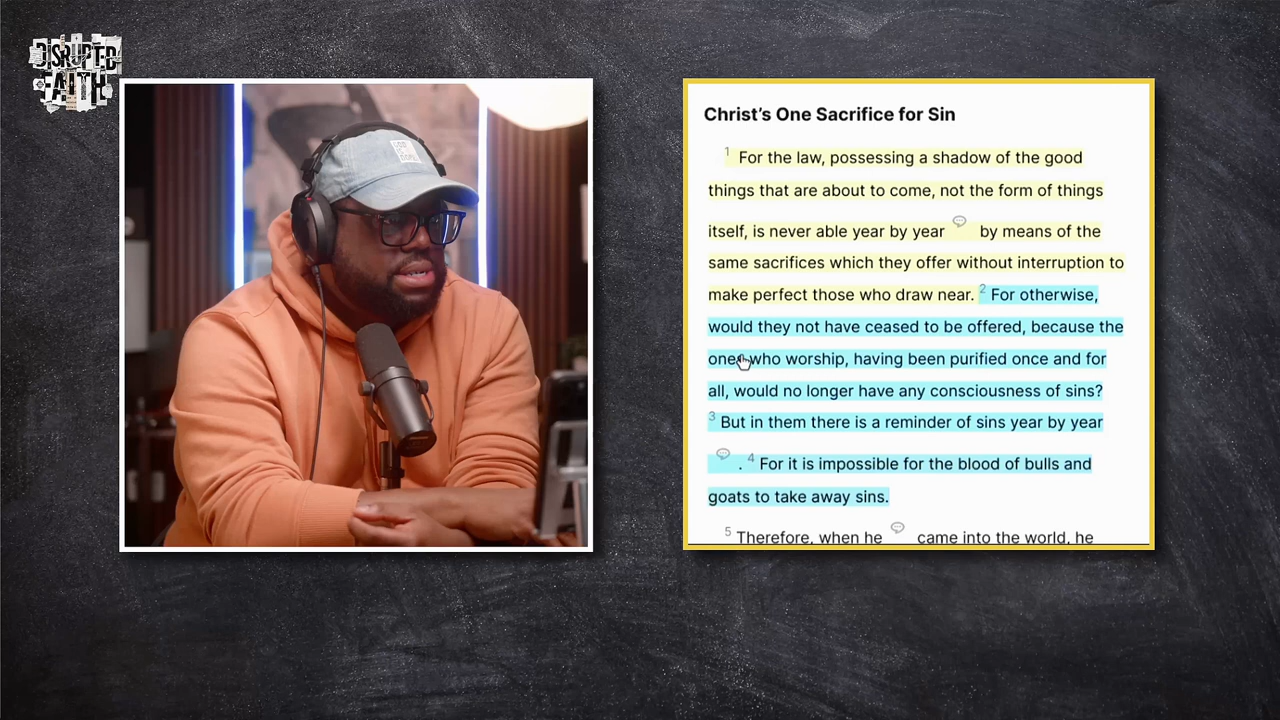 DISRUPTED
FAITH
Christ’s One Sacrifice for Sin
1 For the law, possessing a shadow of the good
things that are about to come, not the form of things
itself, is never able year by year by means of the
same sacrifices which they offer without interruption to
make perfect those who draw near. 2 For otherwise,
would they not have ceased to be offered, because the
ones who worship, having been purified once and for
all, would no longer have any consciousness of sins?
3 But in them there is a reminder of sins year by year
. 4 For it is impossible for the blood of bulls and
goats to take away sins.
5 Therefore, when he came into the world, he